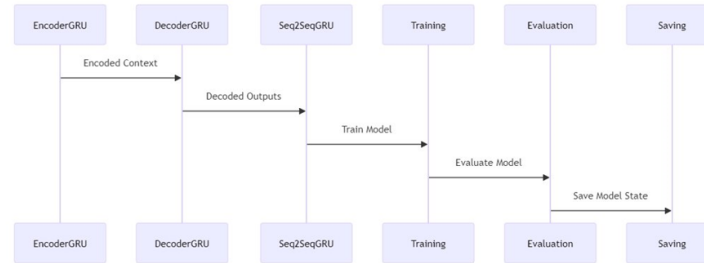 EncoderGRU DecoderGRU Seq2SeqGRU Training Evaluation Saving
Encoded Context
Decoded Outputs
Train Model
Evaluate Model
Save Model State
EncoderGRU DecoderGRU Seq2SeqGRU Training Evaluation Saving